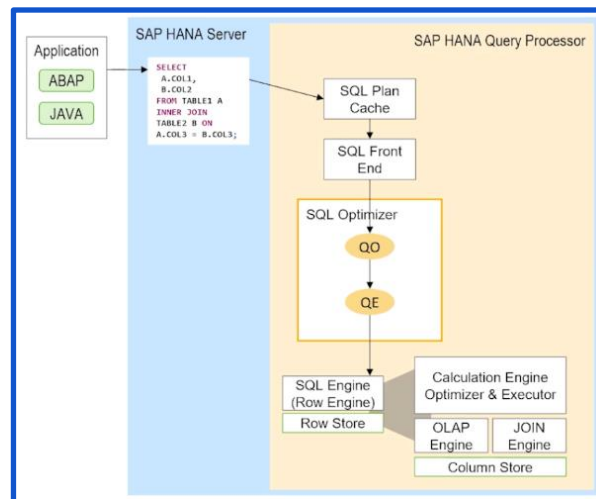 Application
ABAP
JAVA
SAP HANA Server
SELECT
A.COL1,
B.COL2
FROM TABLE1 A
INNER JOIN
TABLE2 B ON
A.COL3 = B.COL3;
SAP HANA Query Processor
SQL Plan
Cache
SQL Front
End
SQL Optimizer
QO
QE
SQL Engine
(Row Engine)
Row Store
Calculation Engine
Optimizer & Executor
OLAP
Engine
JOIN
Engine
Column Store